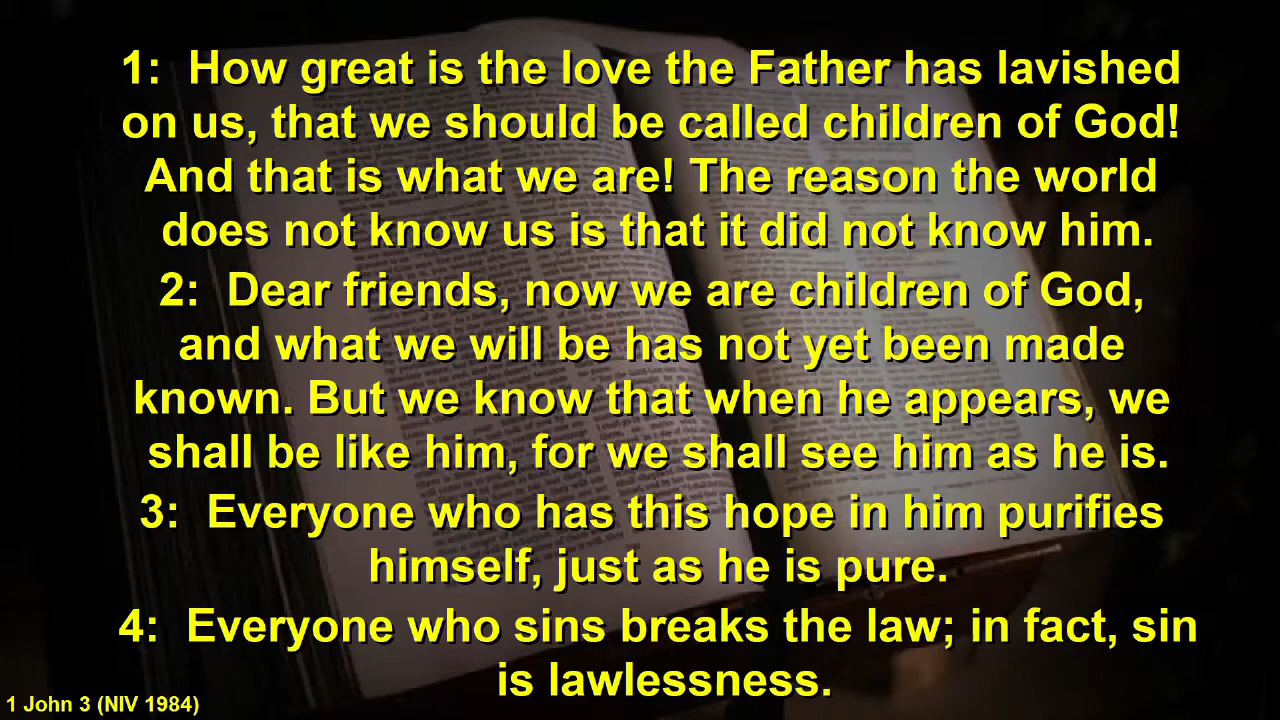 1:  How great is the love the Father has lavished
on us, that we should be called children of God!
And that is what we are! The reason the world
does not know us is that it did not know him.
2:  Dear friends, now we are children of God,
and what we will be has not yet been made
known. But we know that when he appears, we
shall be like him, for we shall see him as he is.
3:  Everyone who has this hope in him purifies
himself, just as he is pure.
4:  Everyone who sins breaks the law; in fact, sin
is lawlessness.
1 John 3 (NIV 1984)